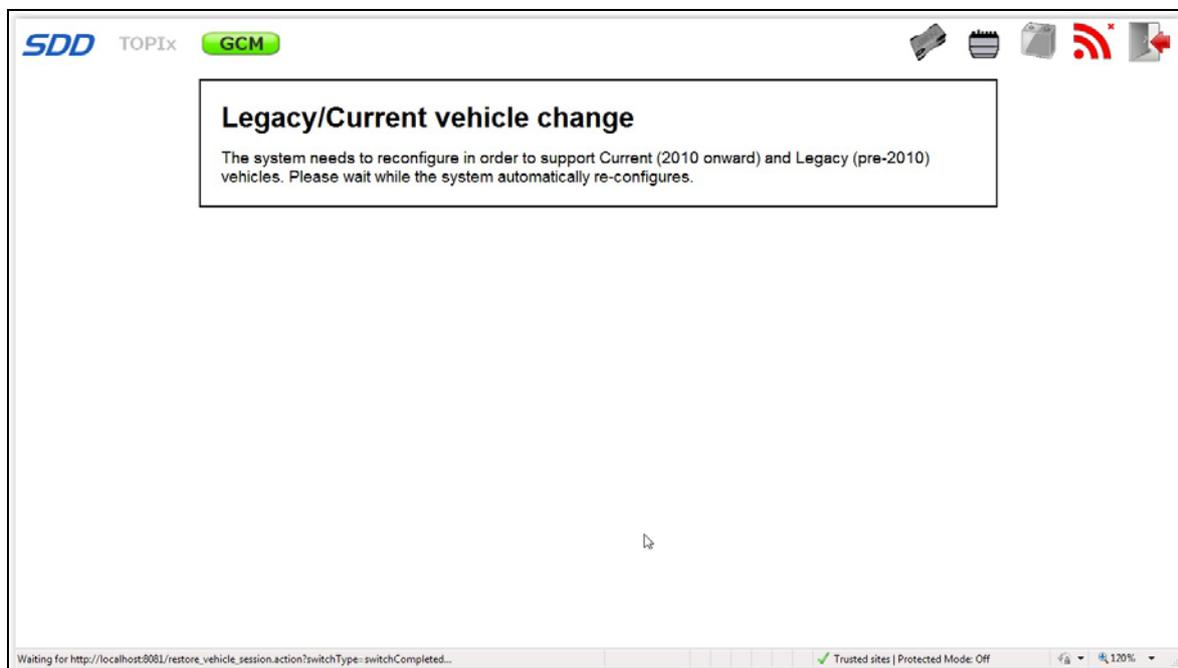 SDD TOPIx GCM
Legacy/Current vehicle change
The system needs to reconfigure in order to support Current (2010 onward) and Legacy (pre-2010)
vehicles. Please wait while the system automatically re-configures.
Waiting for http://localhost:8081/restore_vehicle_session.action?switchType=switchCompleted... Trusted sites | Protected Mode: Off 120%